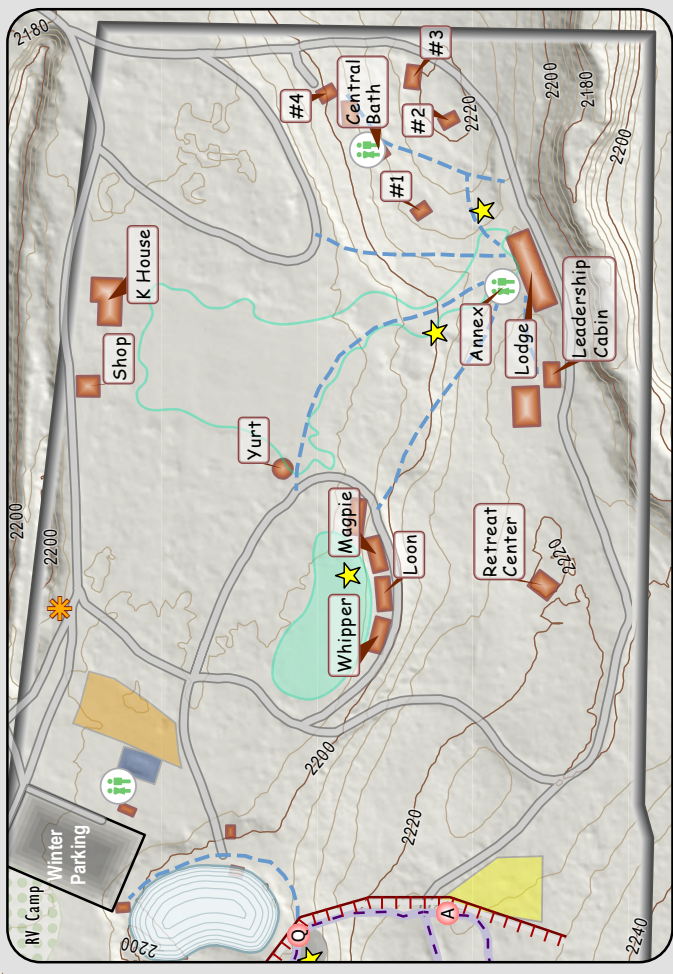 2180
#3
2200
2180
#4
Central
Bath
#2
2220
2200
#1
K House
Shop
Annex
Lodge
Leadership
Cabin
Yurt
2200
2200
Magpie
Loon
Whipper
Retreat
Center
2220
2200
2220
Winter
Parking
RV Camp
2200
Q
A
2240